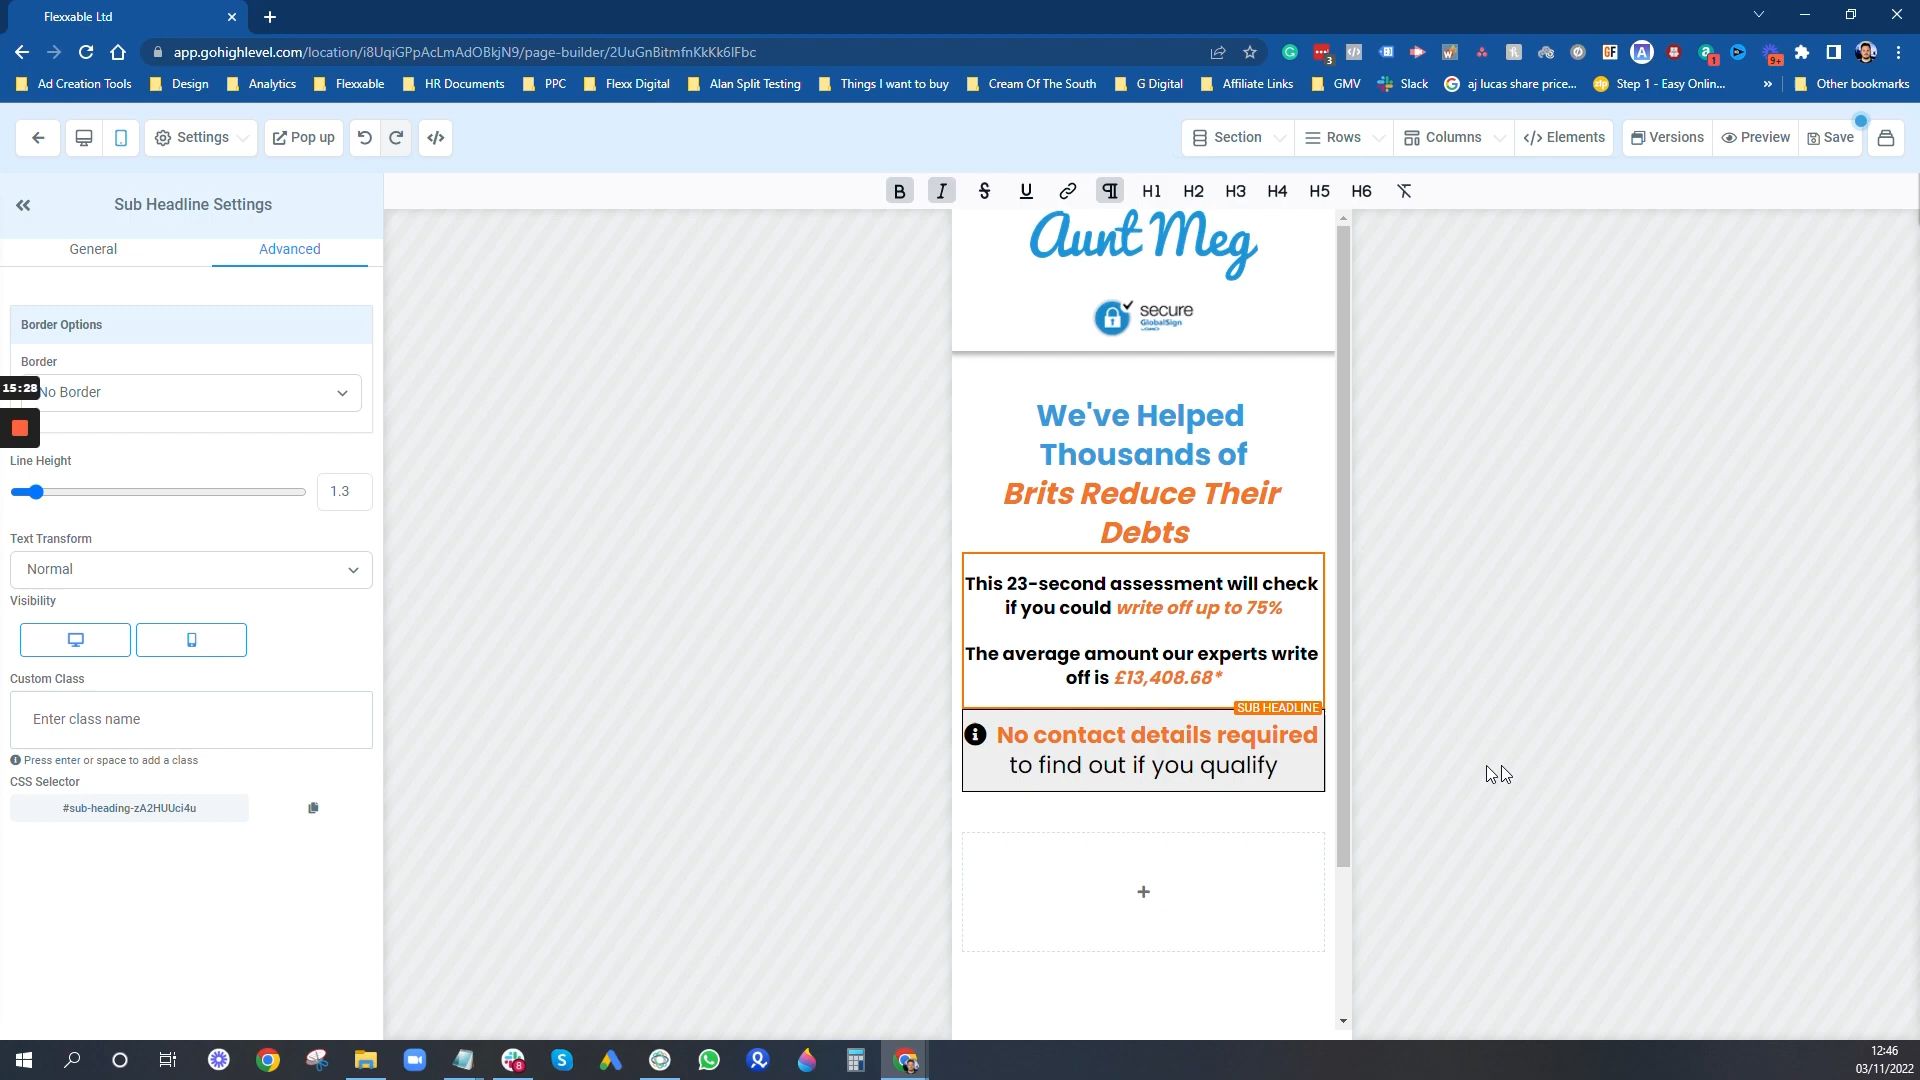 Flexxable Ltd
app.gohighlevel.com/location/i8UqiGPpAcLmAdOBkjN9/page-builder/2UuGnBitmfnKkKk6IFbc
3
1
9+
Ad Creation Tools
Design
Analytics
Flexxable
HR Documents
PPC
Flexx Digital
Alan Split Testing
Things I want to buy
Cream Of The South
G Digital
Affiliate Links
GMV
Slack
aj lucas share price...
Step 1 - Easy Onlin...
»
Other bookmarks
Settings
Pop up
Section
Rows
Columns
Elements
Versions
Preview
Save
B I S U H1 H2 H3 H4 H5 H6
Sub Headline Settings
General
Advanced
Border Options
Border
No Border
15:28
Line Height
1.3
Text Transform
Normal
Visibility
Custom Class
Enter class name
Press enter or space to add a class
CSS Selector
#sub-heading-zA2HUUci4u
Aunt Meg
secure
GlobalSign
We've Helped
Thousands of
Brits Reduce Their
Debts
This 23-second assessment will check
if you could write off up to 75%
The average amount our experts write
off is £13,408.68*
SUB HEADLINE
No contact details required
to find out if you qualify
+
8
12:46
03/11/2022